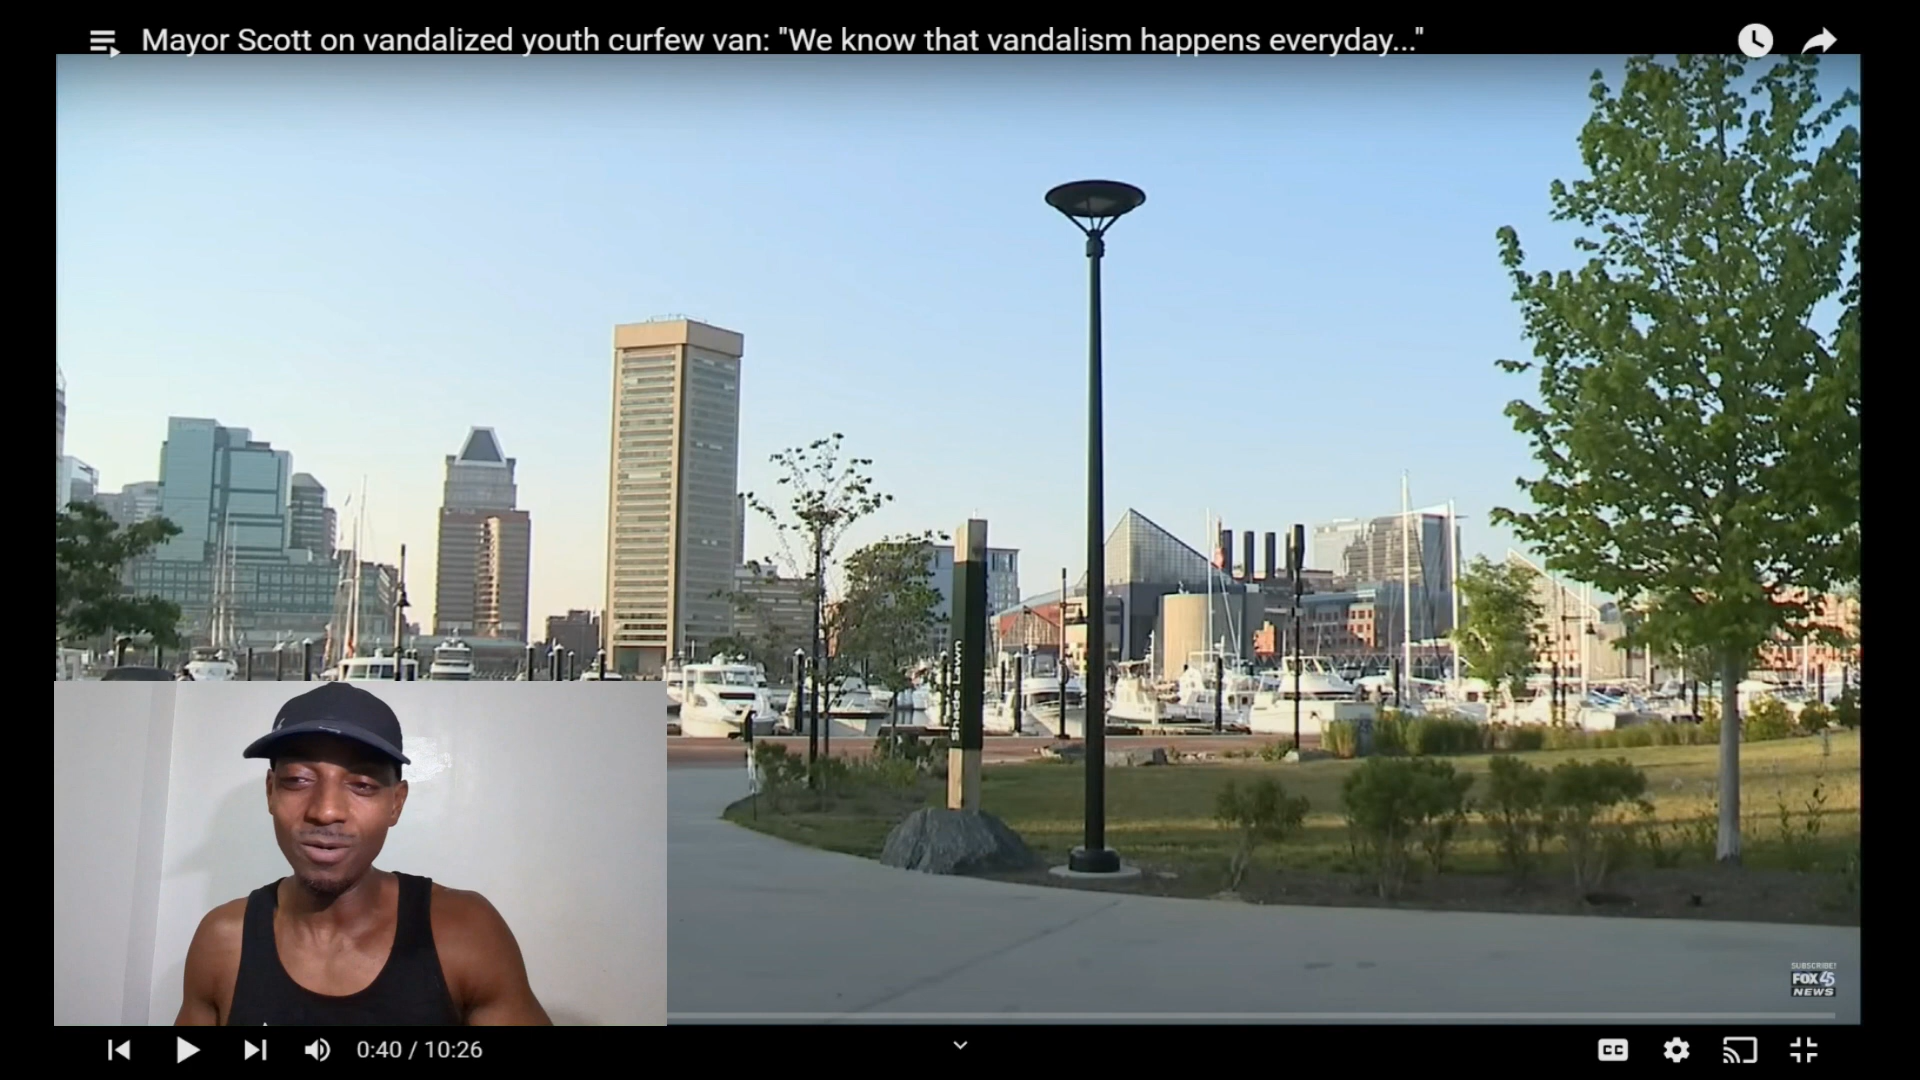 Mayor Scott on vandalized youth curfew van: "We know that vandalism happens everyday..."
Shade Lawn
SUBSCRIBE!
FOX 45
NEWS
0:40 / 10:26
CC